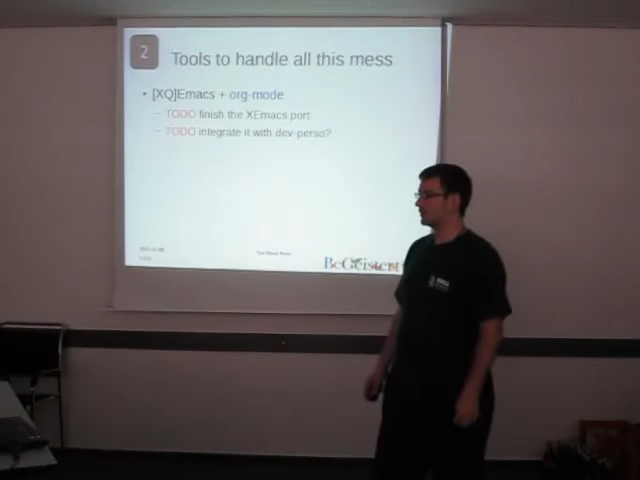 2
Tools to handle all this mess
• [XQ]Emacs + org-mode
– TODO finish the XEmacs port
– TODO integrate it with dev-perso?
BeGeistert